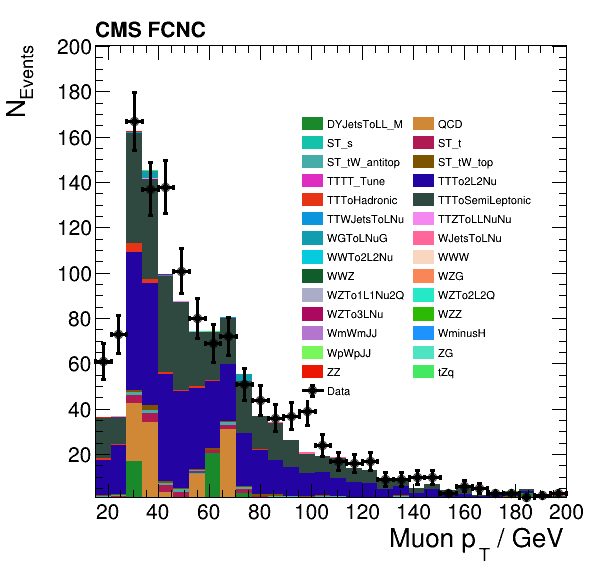 CMS FCNC
N_Events
200
180
160
140
120
100
80
60
40
20
DYJetsToLL_M QCD
ST_s ST_t
ST_tW_antitop ST_tW_top
TTTT_Tune TTTo2L2Nu
TTToHadronic TTToSemiLeptonic
TTWJetsToLNu TTZToLLNuNu
WGToLNuG WJetsToLNu
WWTo2L2Nu WWW
WWZ WZG
WZTo1L1Nu2Q WZTo2L2Q
WZTo3LNu WZZ
WmWmJJ WminusH
WpWpJJ ZG
ZZ tZq
Data
20 40 60 80 100 120 140 160 180 200
Muon p_T / GeV